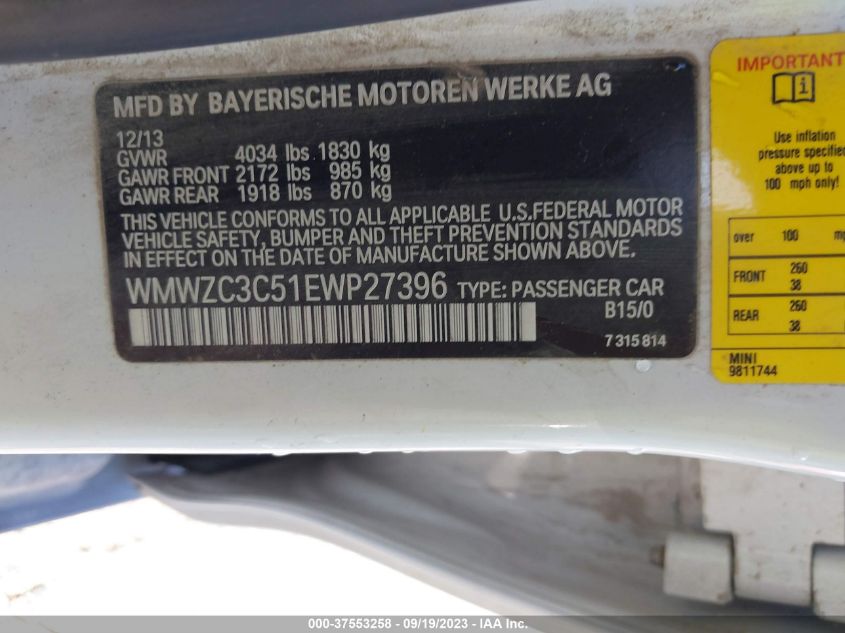 MFD BY BAYERISCHE MOTOREN WERKE AG
12/13
GVWR 4034 lbs 1830 kg
GAWR FRONT 2172 lbs 985 kg
GAWR REAR 1918 lbs 870 kg
THIS VEHICLE CONFORMS TO ALL APPLICABLE U.S.FEDERAL MOTOR
VEHICLE SAFETY, BUMPER AND THEFT PREVENTION STANDARDS
IN EFFECT ON THE DATE OF MANUFACTURE SHOWN ABOVE.
WMWZC3C51EWP27396 TYPE: PASSENGER CAR
B15/0
7 315 814
IMPORTANT
Use inflation
pressure specified
above up to
100 mph only!
over 100
FRONT 260
38
REAR 260
38
MINI
9811744
000-37553258 - 09/19/2023 - IAA Inc.